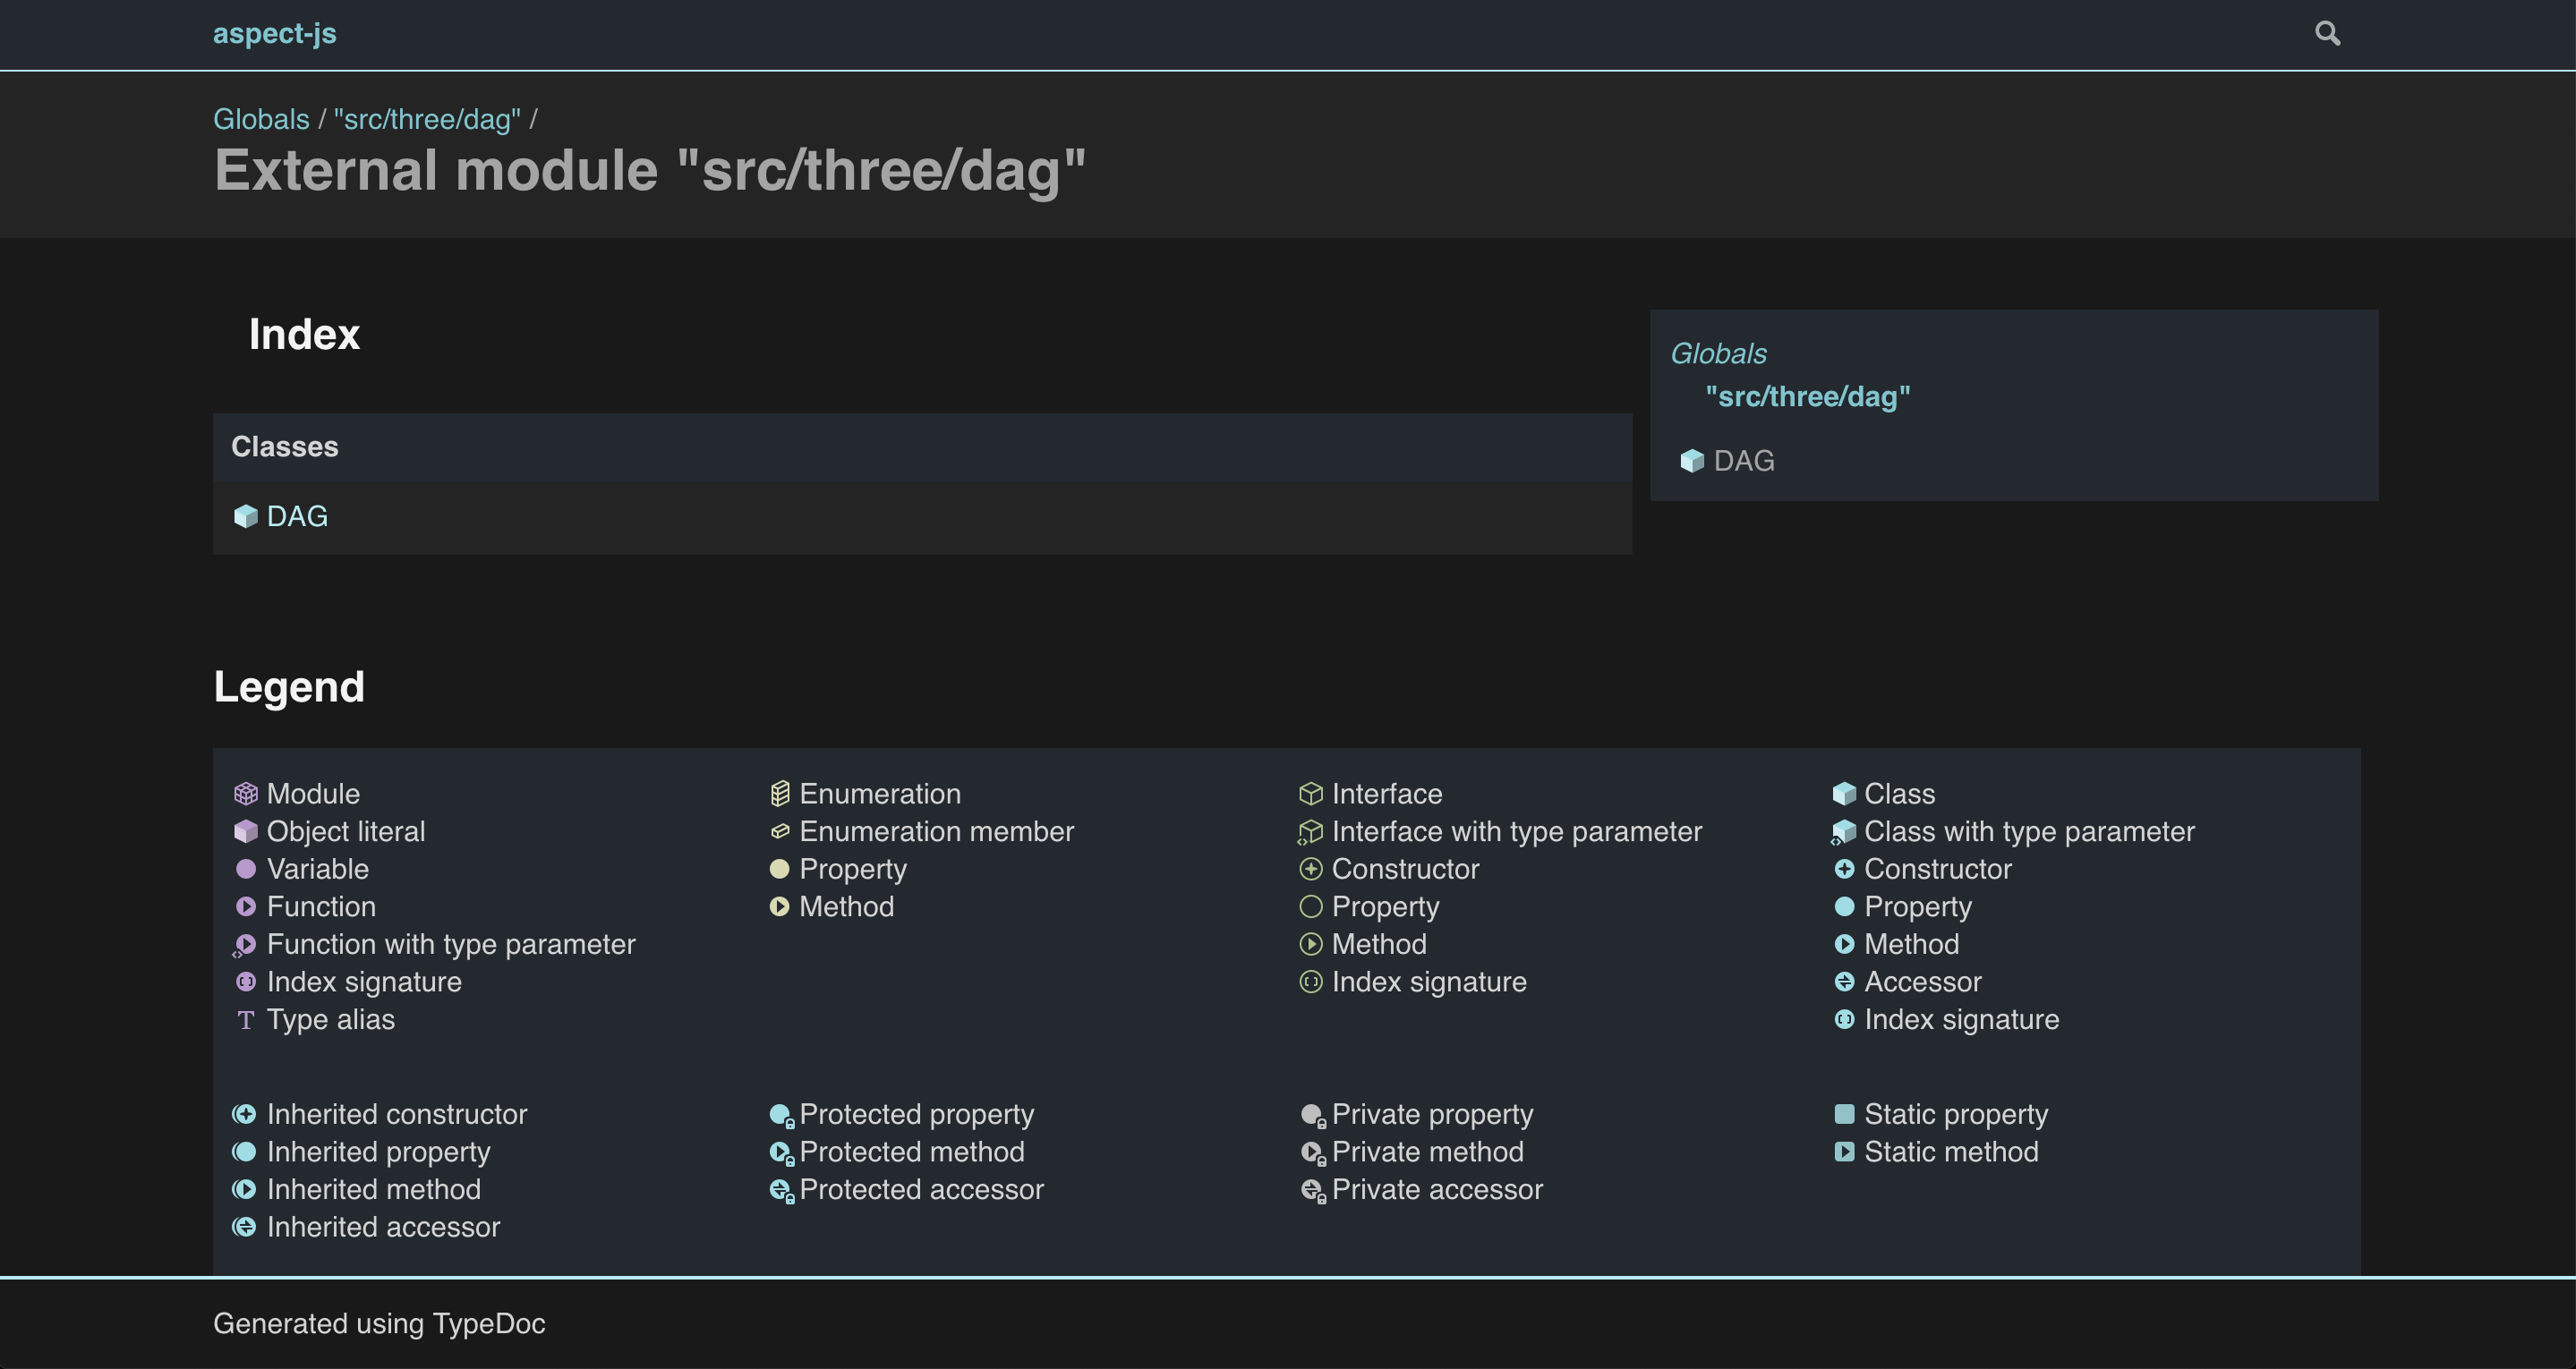 aspect-js
Globals / "src/three/dag" /
External module "src/three/dag"
Index
Classes
DAG
Globals
"src/three/dag"
DAG
Legend
Module
Object literal
Variable
Function
Function with type parameter
Index signature
Type alias
Enumeration
Enumeration member
Property
Method
Interface
Interface with type parameter
Constructor
Property
Method
Index signature
Class
Class with type parameter
Constructor
Property
Method
Accessor
Index signature
Inherited constructor
Inherited property
Inherited method
Inherited accessor
Protected property
Protected method
Protected accessor
Private property
Private method
Private accessor
Static property
Static method
Generated using TypeDoc